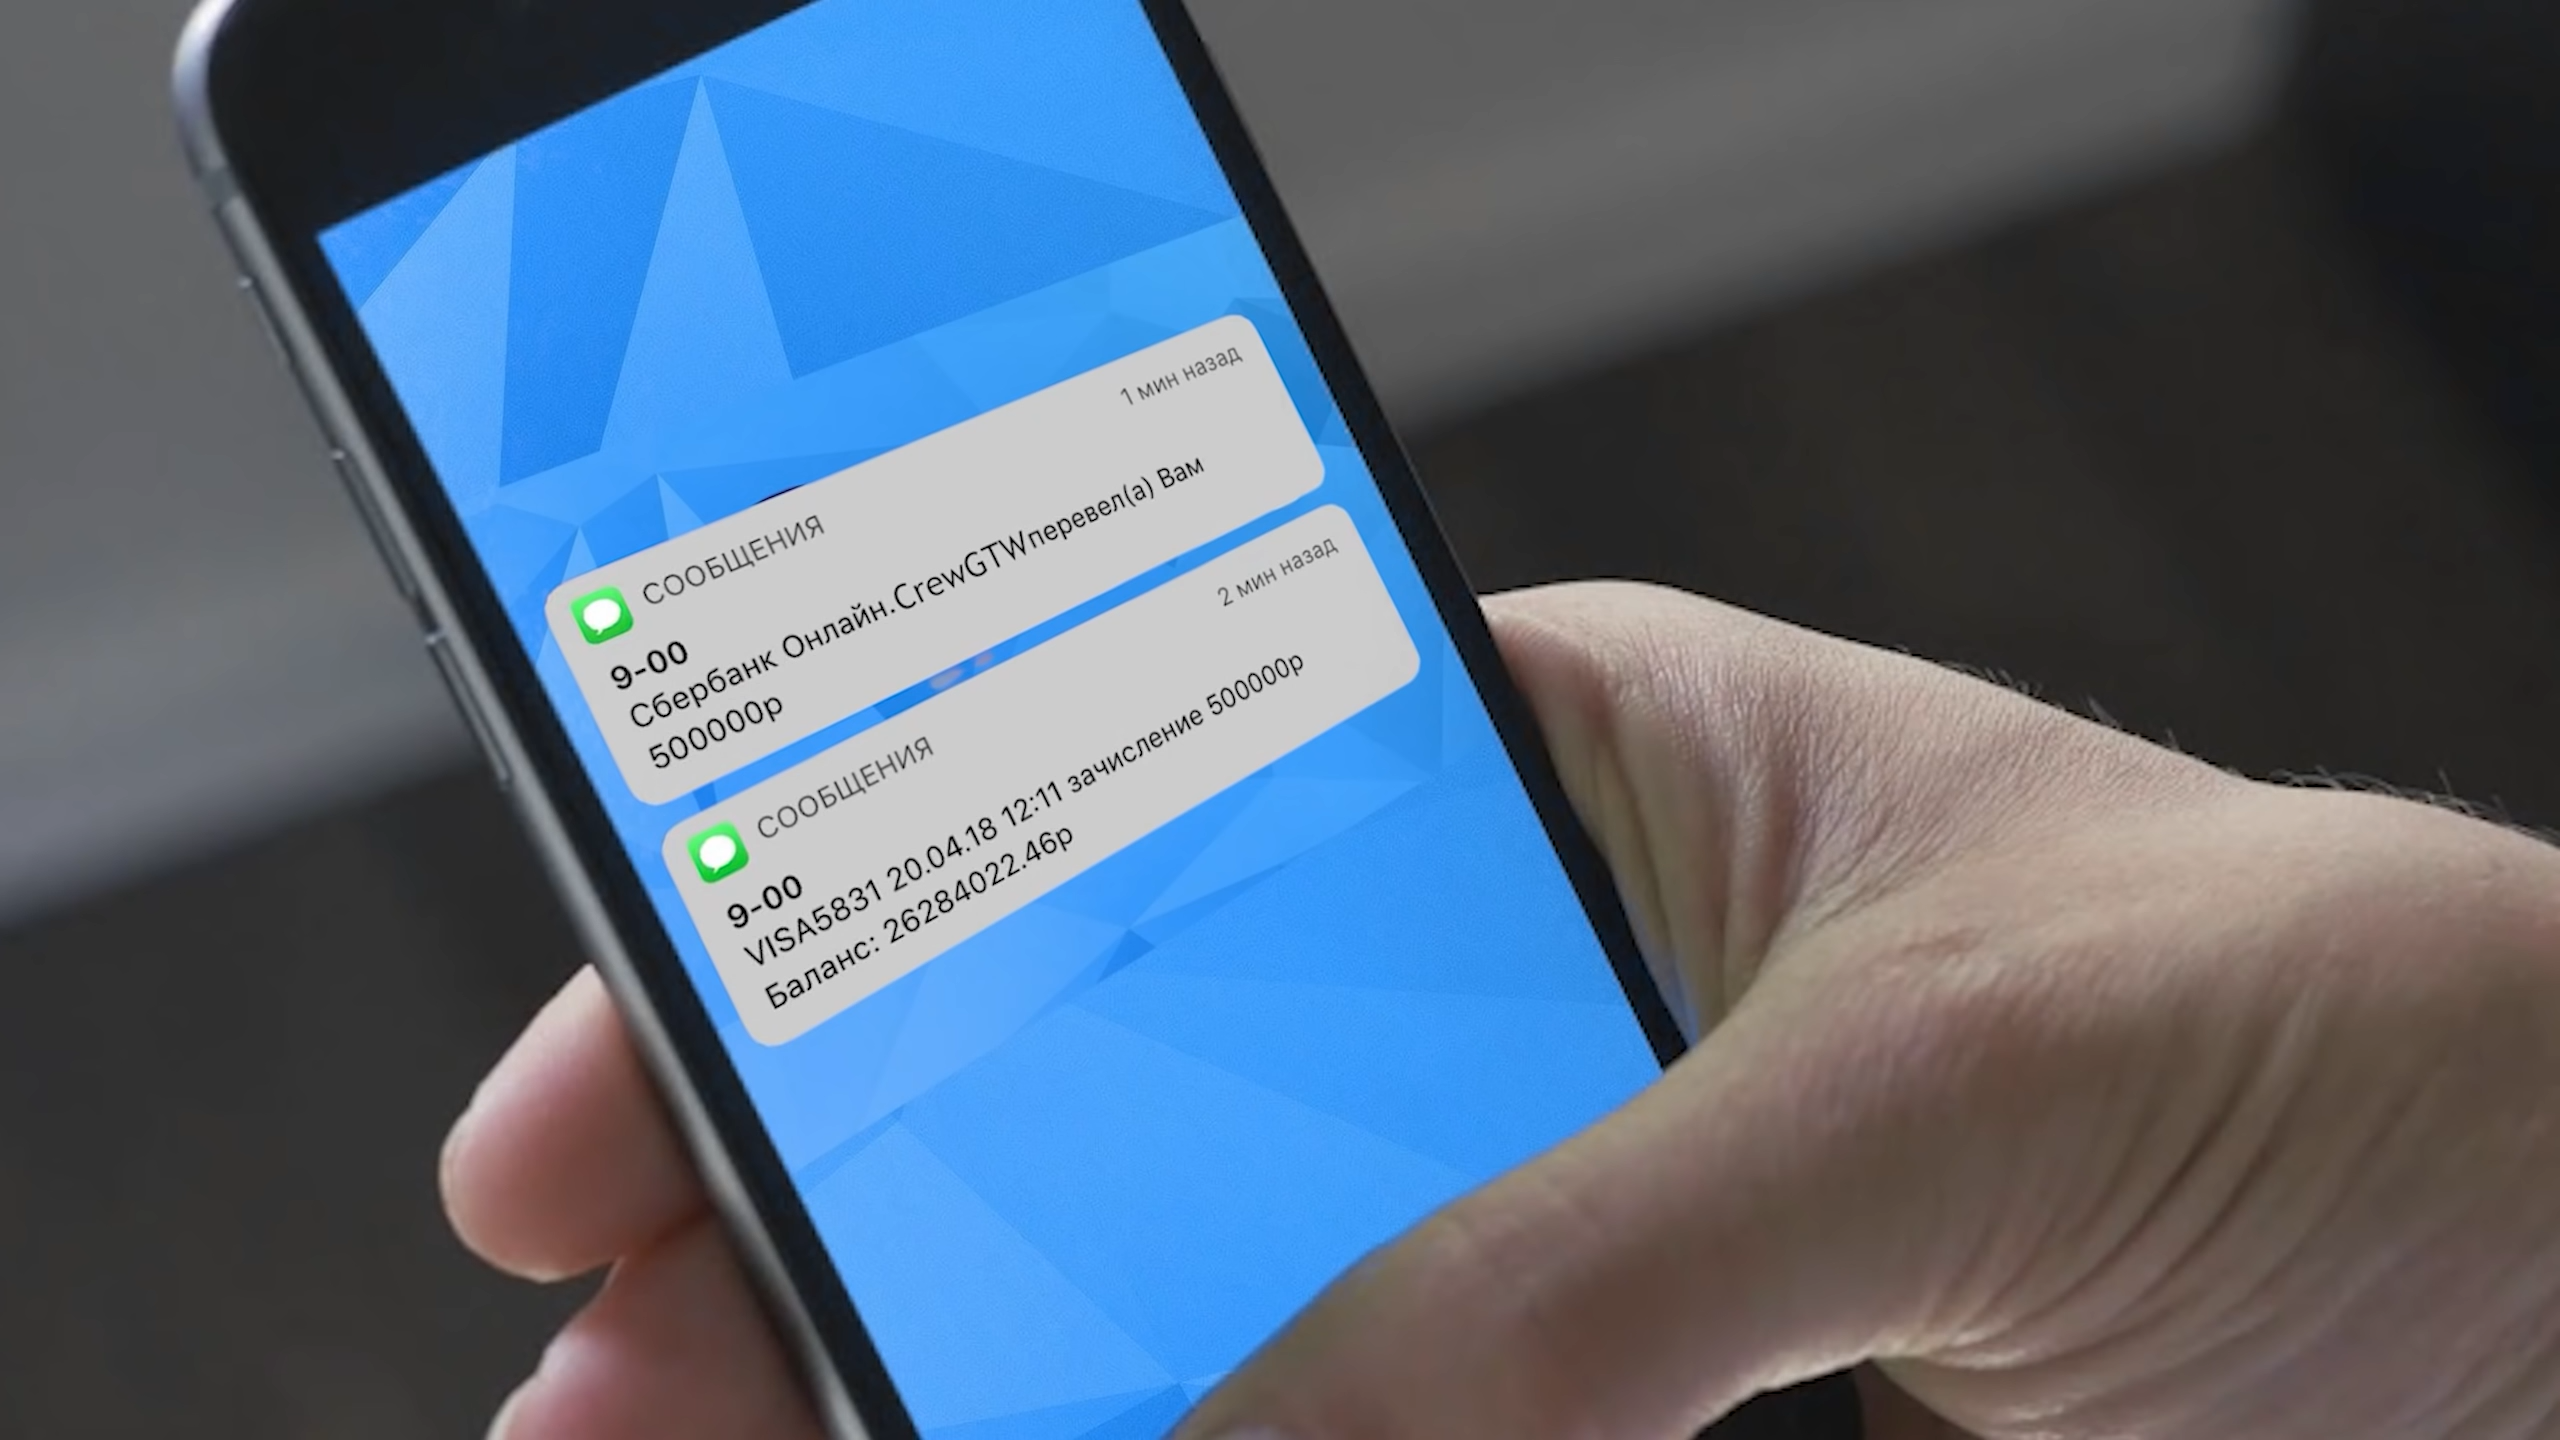 СООБЩЕНИЯ
1 мин назад
9-00
Сбербанк Онлайн.CrewGTWперевел(а) Вам
500000р
СООБЩЕНИЯ
2 мин назад
9-00
VISA5831 20.04.18 12:11 зачисление 500000р
Баланс: 26284022.46р